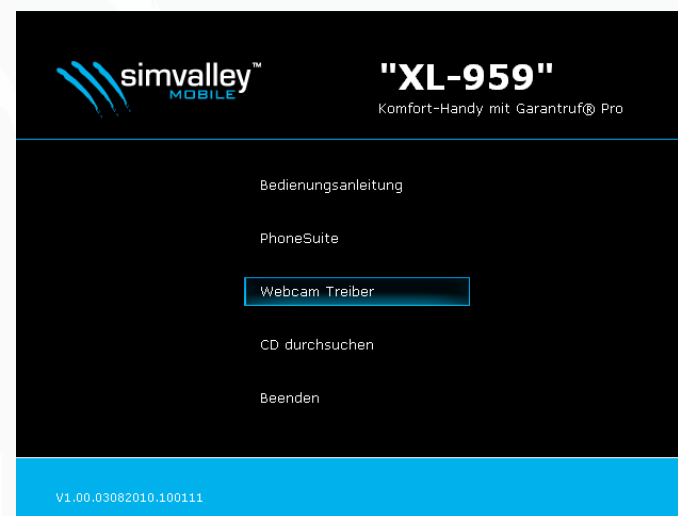 simvalley™
MOBILE
"XL-959"
Komfort-Handy mit Garantruf® Pro
Bedienungsanleitung
PhoneSuite
Webcam Treiber
CD durchsuchen
Beenden
V1.00.03082010.100111